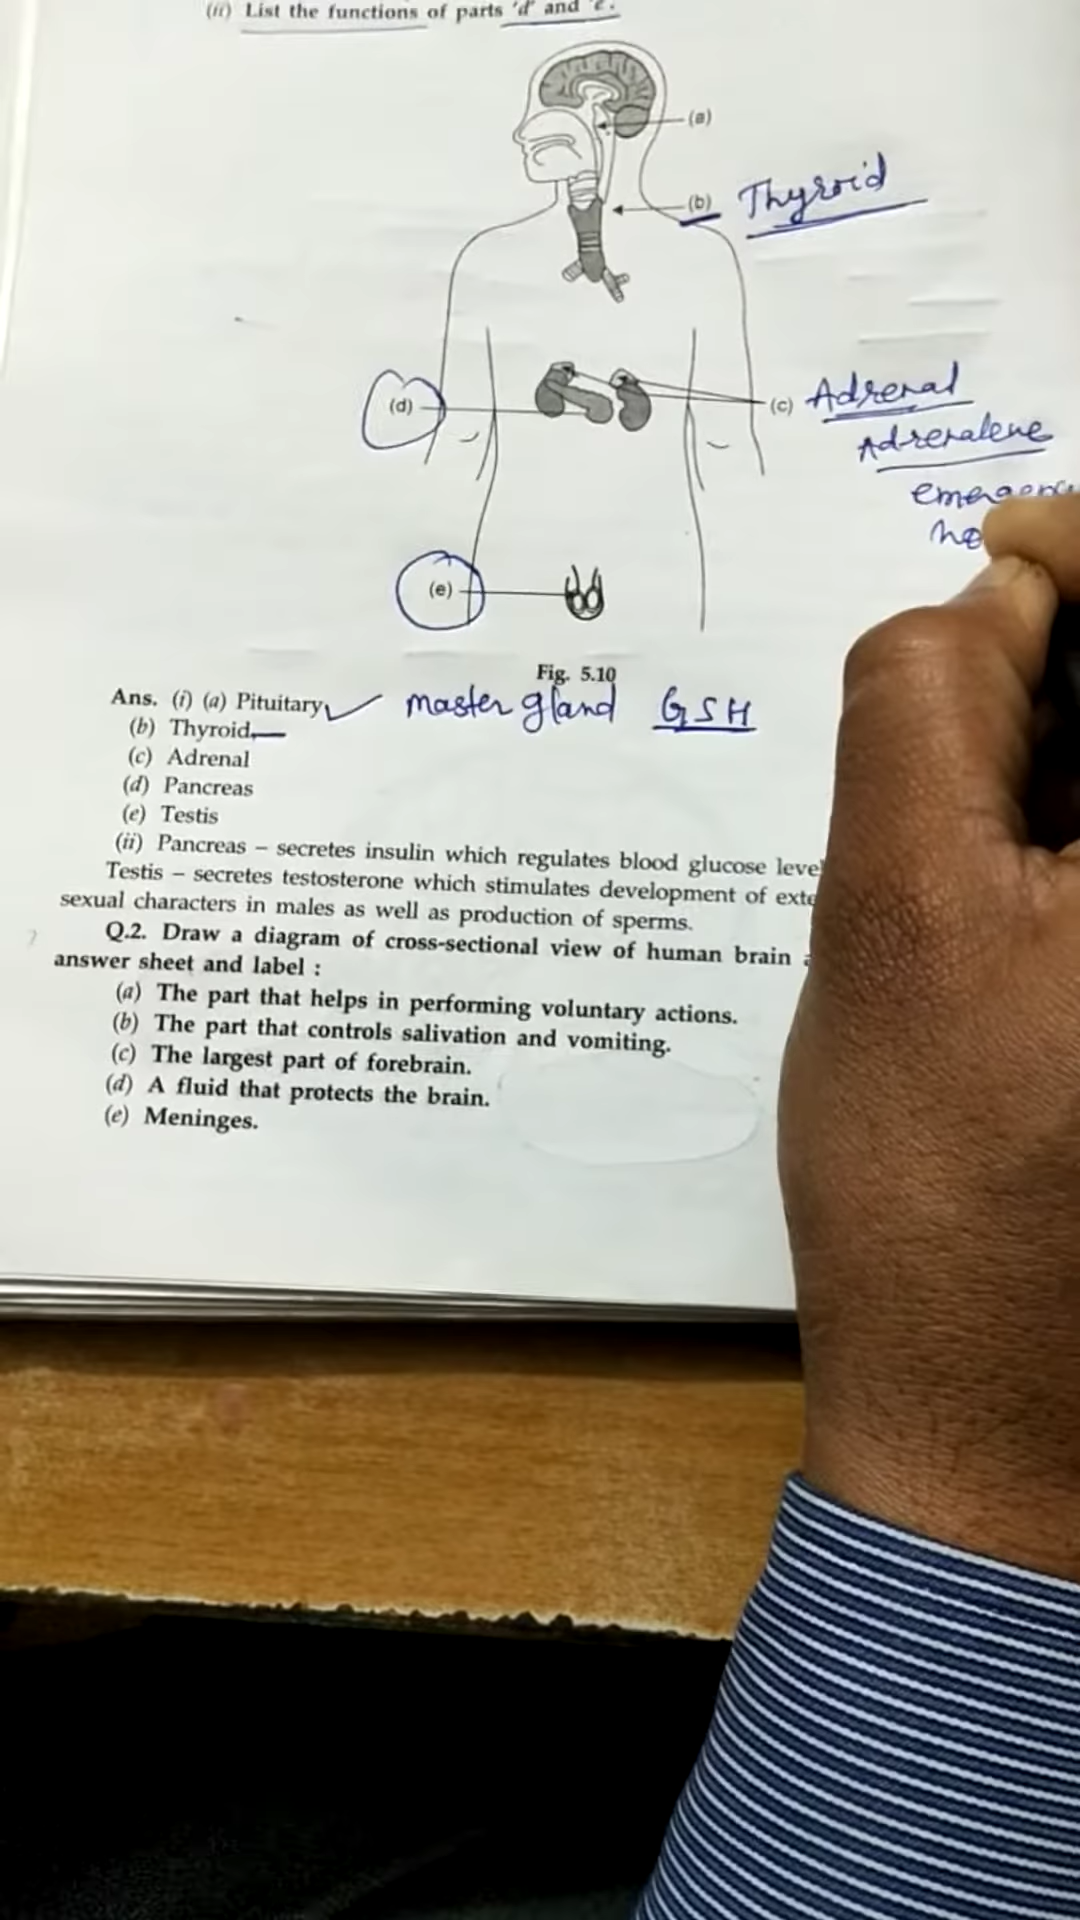 (ii) List the functions of parts 'd' and 'e'.
(a)
(b) Thyroid
(d)
(c) Adrenal
Adrenalene
(e)
Fig. 5.10
Ans. (i) (a) Pituitary master gland GSH
(b) Thyroid
(c) Adrenal
(d) Pancreas
(e) Testis
(ii) Pancreas – secretes insulin which regulates blood glucose
Testis – secretes testosterone which stimulates development of
sexual characters in males as well as production of sperms.
Q.2. Draw a diagram of cross-sectional view of human brain
answer sheet and label :
(a) The part that helps in performing voluntary actions.
(b) The part that controls salivation and vomiting.
(c) The largest part of forebrain.
(d) A fluid that protects the brain.
(e) Meninges.